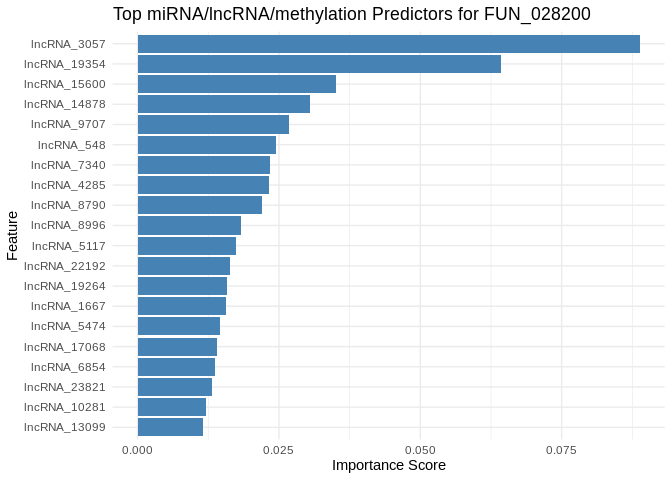 Top miRNA/lncRNA/methylation Predictors for FUN_028200
Feature
lncRNA_3057
lncRNA_19354
lncRNA_15600
lncRNA_14878
lncRNA_9707
lncRNA_548
lncRNA_7340
lncRNA_4285
lncRNA_8790
lncRNA_8996
lncRNA_5117
lncRNA_22192
lncRNA_19264
lncRNA_1667
lncRNA_5474
lncRNA_17068
lncRNA_6854
lncRNA_23821
lncRNA_10281
lncRNA_13099
0.000 0.025 0.050 0.075
Importance Score